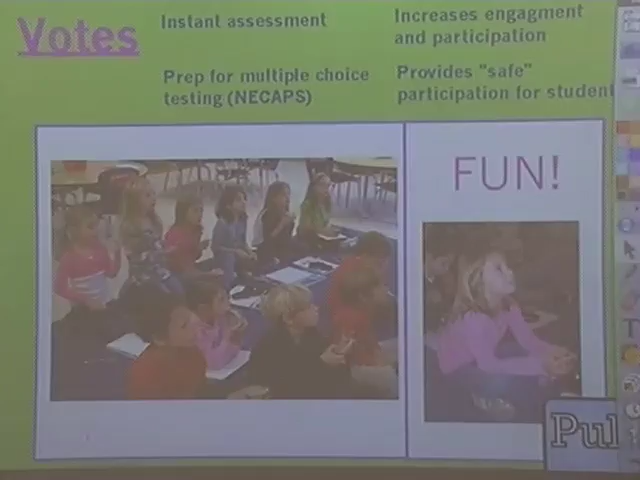 Votes
Instant assessment
Increases engagment
and participation
Prep for multiple choice
testing (NECAPS)
Provides "safe"
participation for student
FUN!
Pul
T